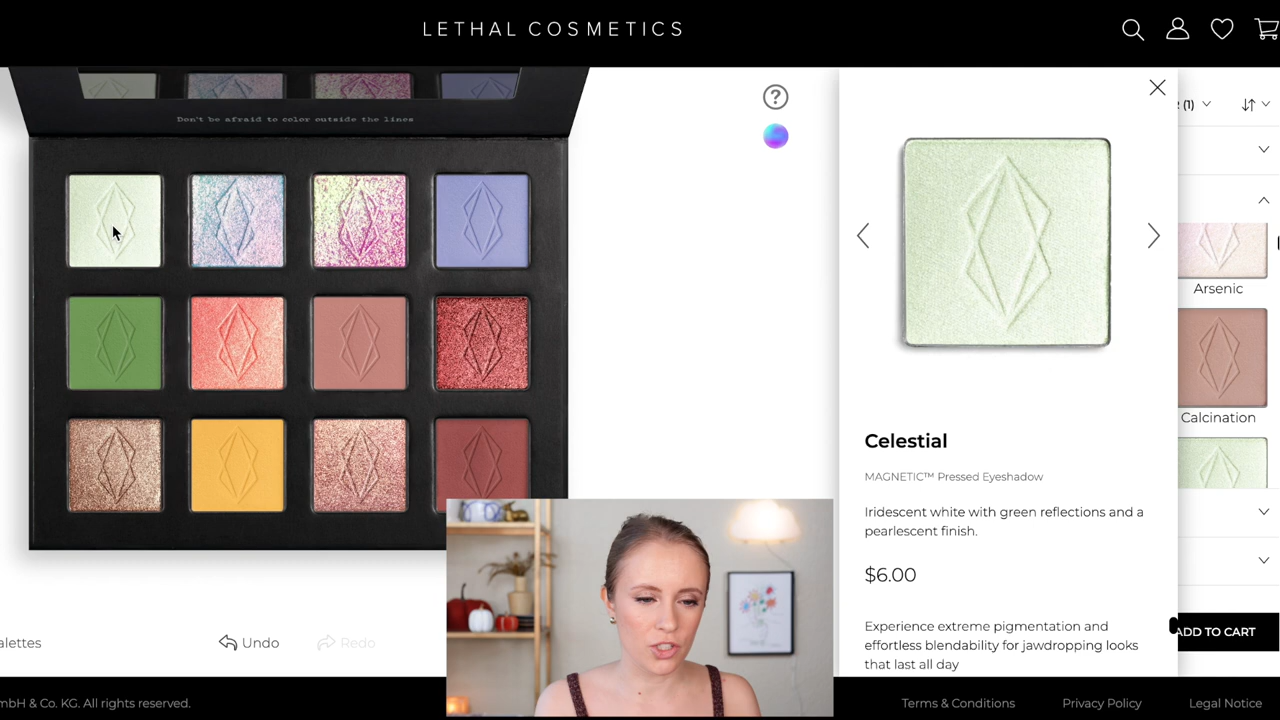 LETHAL COSMETICS
Don't be afraid to color outside the lines
(1)
Arsenic
Calcination
Celestial
MAGNETIC™ Pressed Eyeshadow
Iridescent white with green reflections and a
pearlescent finish.
$6.00
Experience extreme pigmentation and
effortless blendability for jawdropping looks
that last all day
ADD TO CART
alettes
Undo
Redo
mbH & Co. KG. All rights reserved.
Terms & Conditions
Privacy Policy
Legal Notice